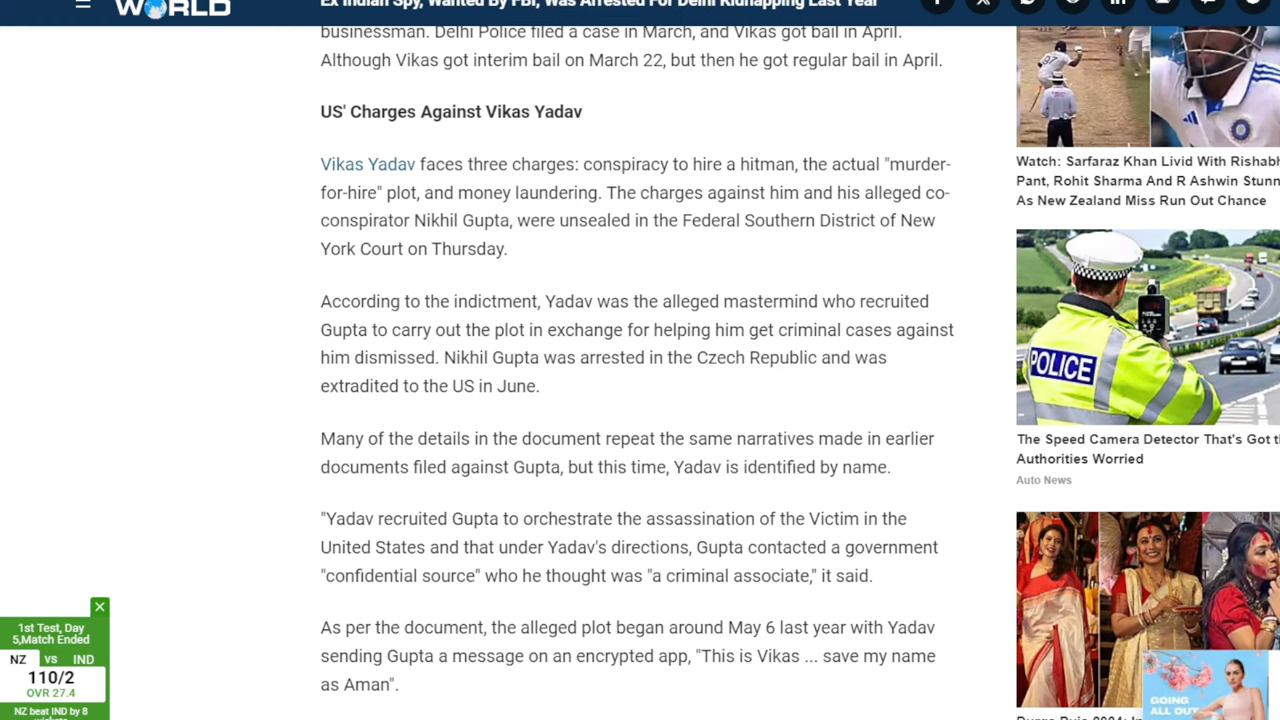 WORLD
Ex Indian Spy, Wanted By FBI, Was Arrested For Delhi Kidnapping Last Year
businessman. Delhi Police filed a case in March, and Vikas got bail in April.
Although Vikas got interim bail on March 22, but then he got regular bail in April.
US' Charges Against Vikas Yadav
Vikas Yadav faces three charges: conspiracy to hire a hitman, the actual "murder-
for-hire" plot, and money laundering. The charges against him and his alleged co-
conspirator Nikhil Gupta, were unsealed in the Federal Southern District of New
York Court on Thursday.
According to the indictment, Yadav was the alleged mastermind who recruited
Gupta to carry out the plot in exchange for helping him get criminal cases against
him dismissed. Nikhil Gupta was arrested in the Czech Republic and was
extradited to the US in June.
Many of the details in the document repeat the same narratives made in earlier
documents filed against Gupta, but this time, Yadav is identified by name.
"Yadav recruited Gupta to orchestrate the assassination of the Victim in the
United States and that under Yadav's directions, Gupta contacted a government
"confidential source" who he thought was "a criminal associate," it said.
As per the document, the alleged plot began around May 6 last year with Yadav
sending Gupta a message on an encrypted app, "This is Vikas ... save my name
as Aman".
Watch: Sarfaraz Khan Livid With Rishabh
Pant, Rohit Sharma And R Ashwin Stunn
As New Zealand Miss Run Out Chance
POLICE
The Speed Camera Detector That's Got t
Authorities Worried
Auto News
GOING
ALL OUT
1st Test, Day
5,Match Ended
NZ vs IND
110/2
OVR 27.4
NZ beat IND by 8